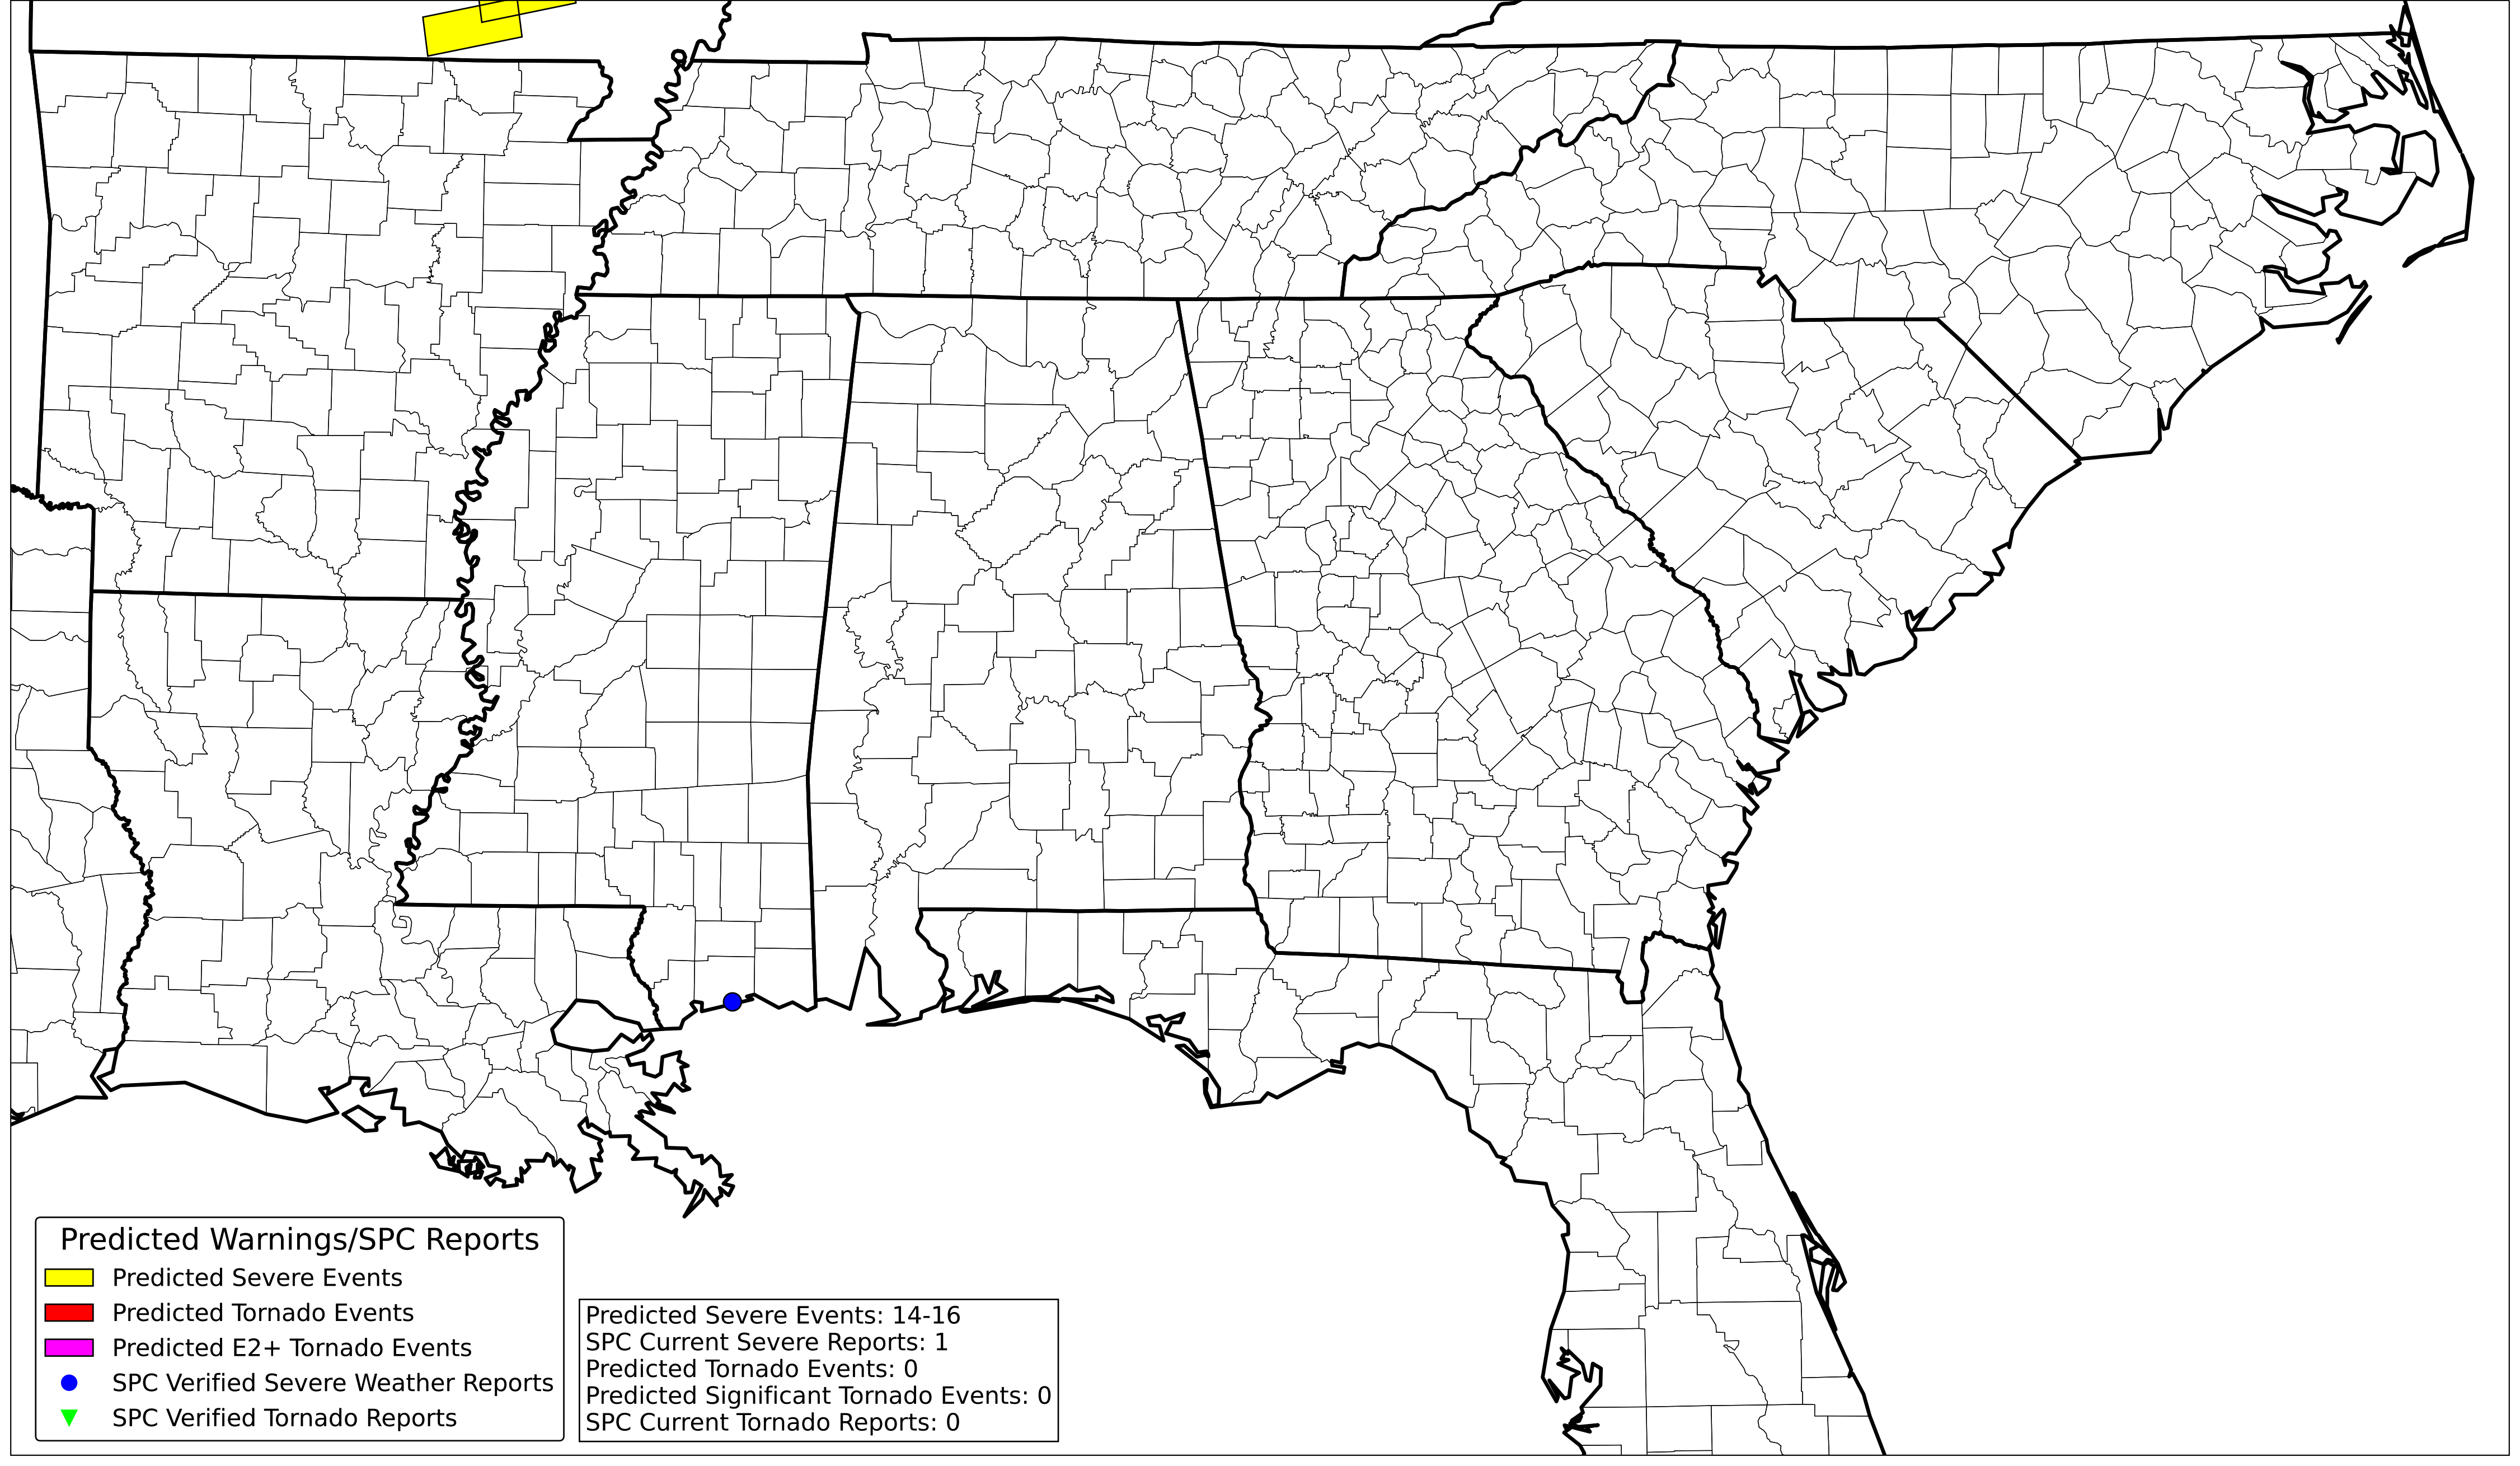 Predicted Warnings/SPC Reports
Predicted Severe Events
Predicted Tornado Events
Predicted E2+ Tornado Events
SPC Verified Severe Weather Reports
SPC Verified Tornado Reports
Predicted Severe Events: 14-16
SPC Current Severe Reports: 1
Predicted Tornado Events: 0
Predicted Significant Tornado Events: 0
SPC Current Tornado Reports: 0